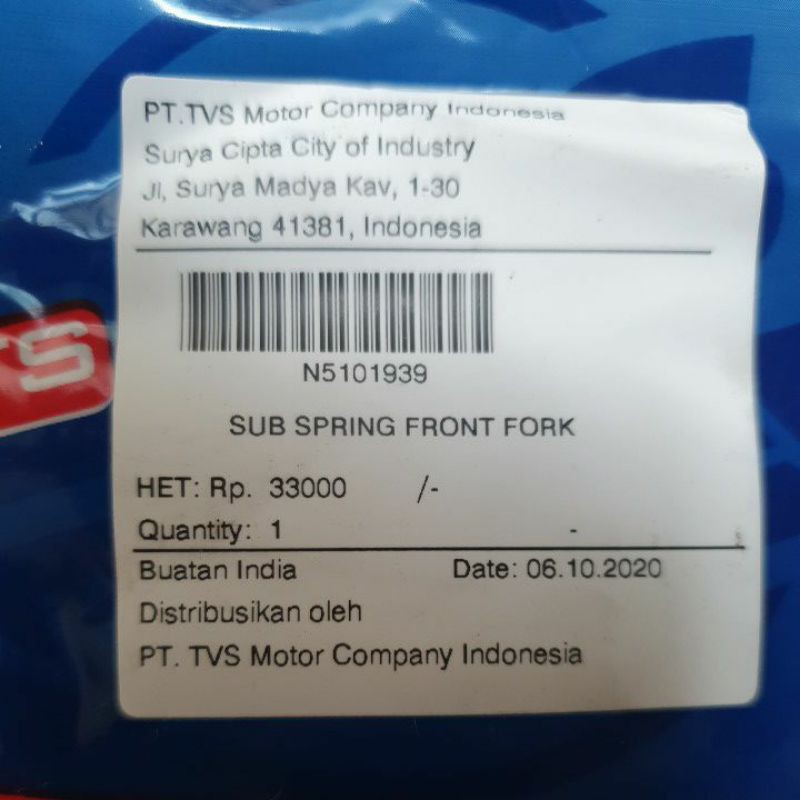 PT.TVS Motor Company Indonesia
Surya Cipta City of Industry
Jl, Surya Madya Kav, 1-30
Karawang 41381, Indonesia
N5101939
SUB SPRING FRONT FORK
HET: Rp. 33000 /-
Quantity: 1 -
Buatan India Date: 06.10.2020
Distribusikan oleh
PT. TVS Motor Company Indonesia